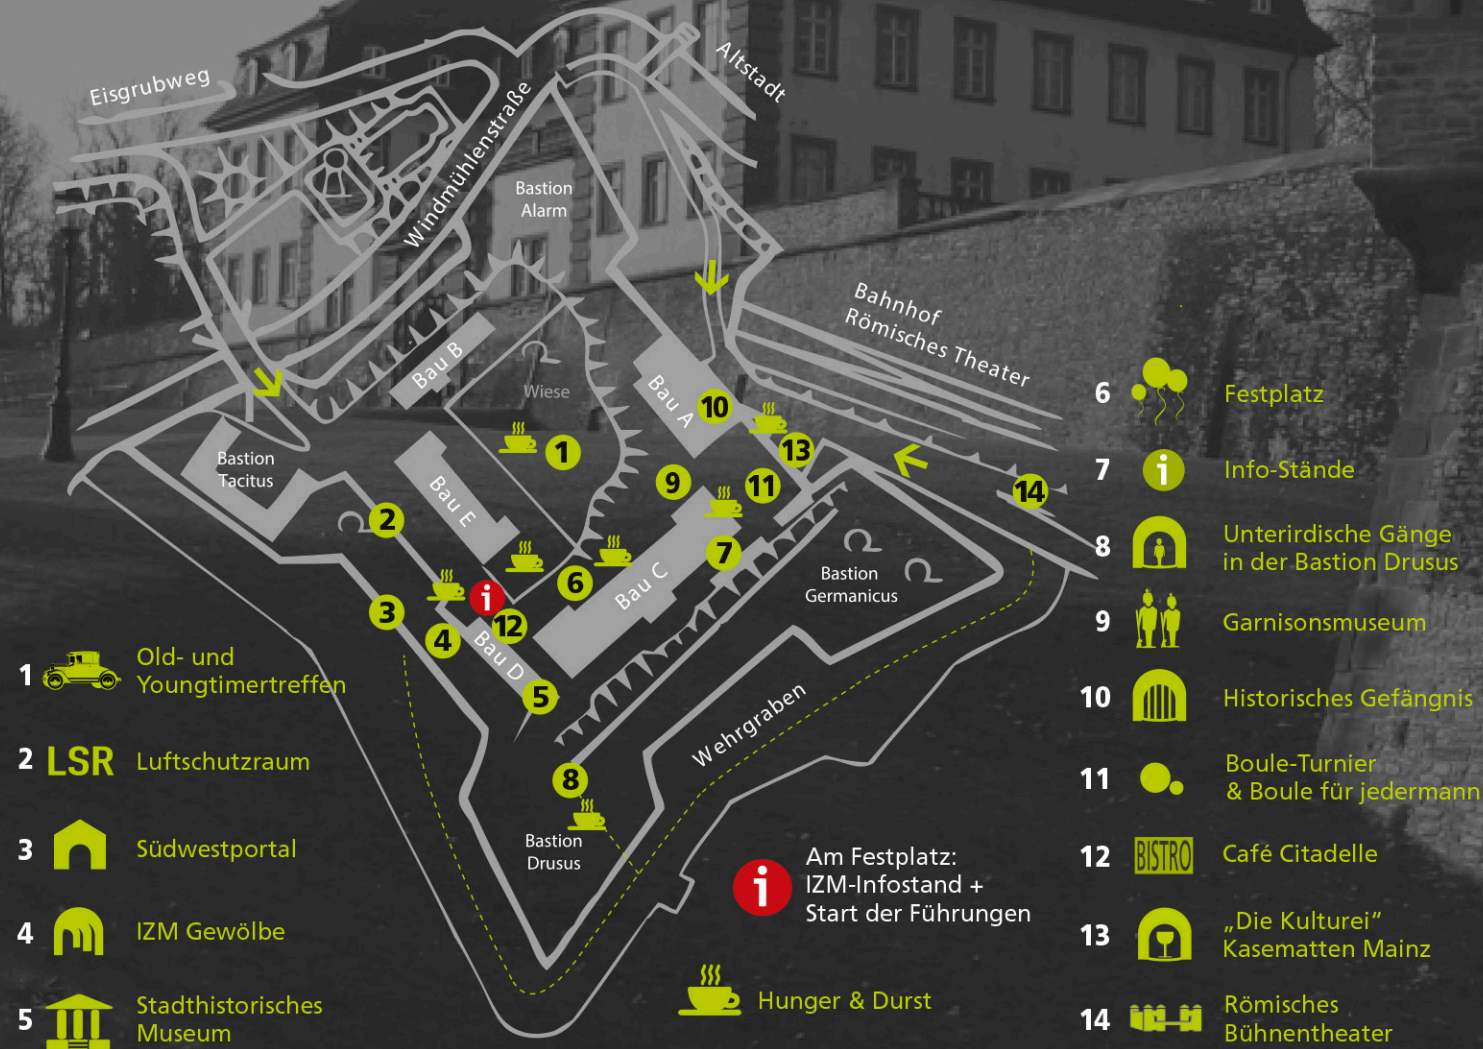 Eisgrubweg
Windmühlenstraße
Altstadt
Bastion
Alarm
Bahnhof
Römisches Theater
Bau B
Wiese
Bau A
10
13
1
9
11
14
Bastion
Tacitus
Bau E
2
7
6
Bau C
Bastion
Germanicus
3
i
12
4
Bau D
5
Wehrgraben
8
Bastion
Drusus
1 Old- und
Youngtimertreffen
2 LSR Luftschutzraum
3 Südwestportal
4 IZM Gewölbe
5 Stadthistorisches
Museum
i Am Festplatz:
IZM-Infostand +
Start der Führungen
Hunger & Durst
6 Festplatz
7 i Info-Stände
8 Unterirdische Gänge
in der Bastion Drusus
9 Garnisonsmuseum
10 Historisches Gefängnis
11 Boule-Turnier
& Boule für jedermann
12 BISTRO Café Citadelle
13 „Die Kulturei“
Kasematten Mainz
14 Römisches
Bühnentheater